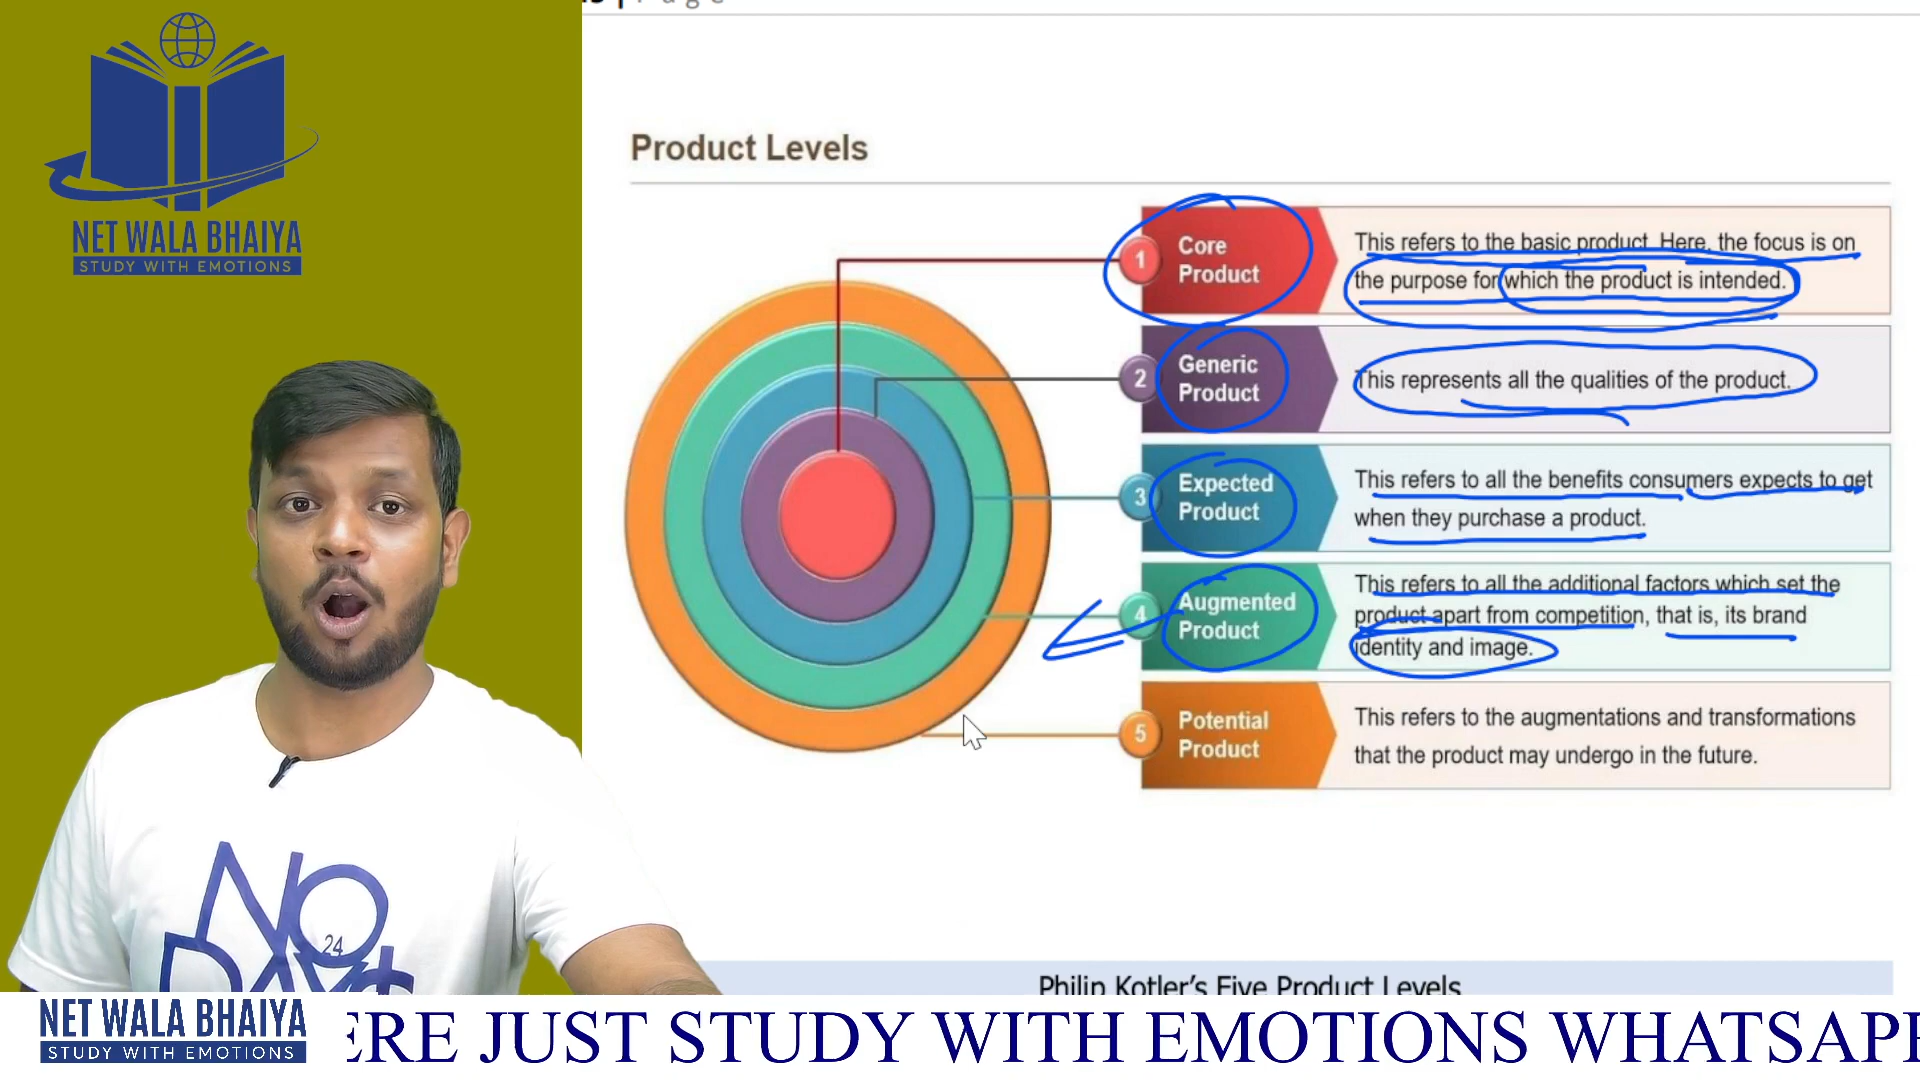 P a g e
NET WALA BHAIYA
STUDY WITH EMOTIONS
Product Levels
1
Core
Product
This refers to the basic product. Here, the focus is on
the purpose for which the product is intended.
2
Generic
Product
This represents all the qualities of the product.
3
Expected
Product
This refers to all the benefits consumers expects to get
when they purchase a product.
4
Augmented
Product
This refers to all the additional factors which set the
product apart from competition, that is, its brand
identity and image.
5
Potential
Product
This refers to the augmentations and transformations
that the product may undergo in the future.
24
NO
Philip Kotler's Five Product Levels
NET WALA BHAIYA
STUDY WITH EMOTIONS
ERE JUST STUDY WITH EMOTIONS WHATSAPP